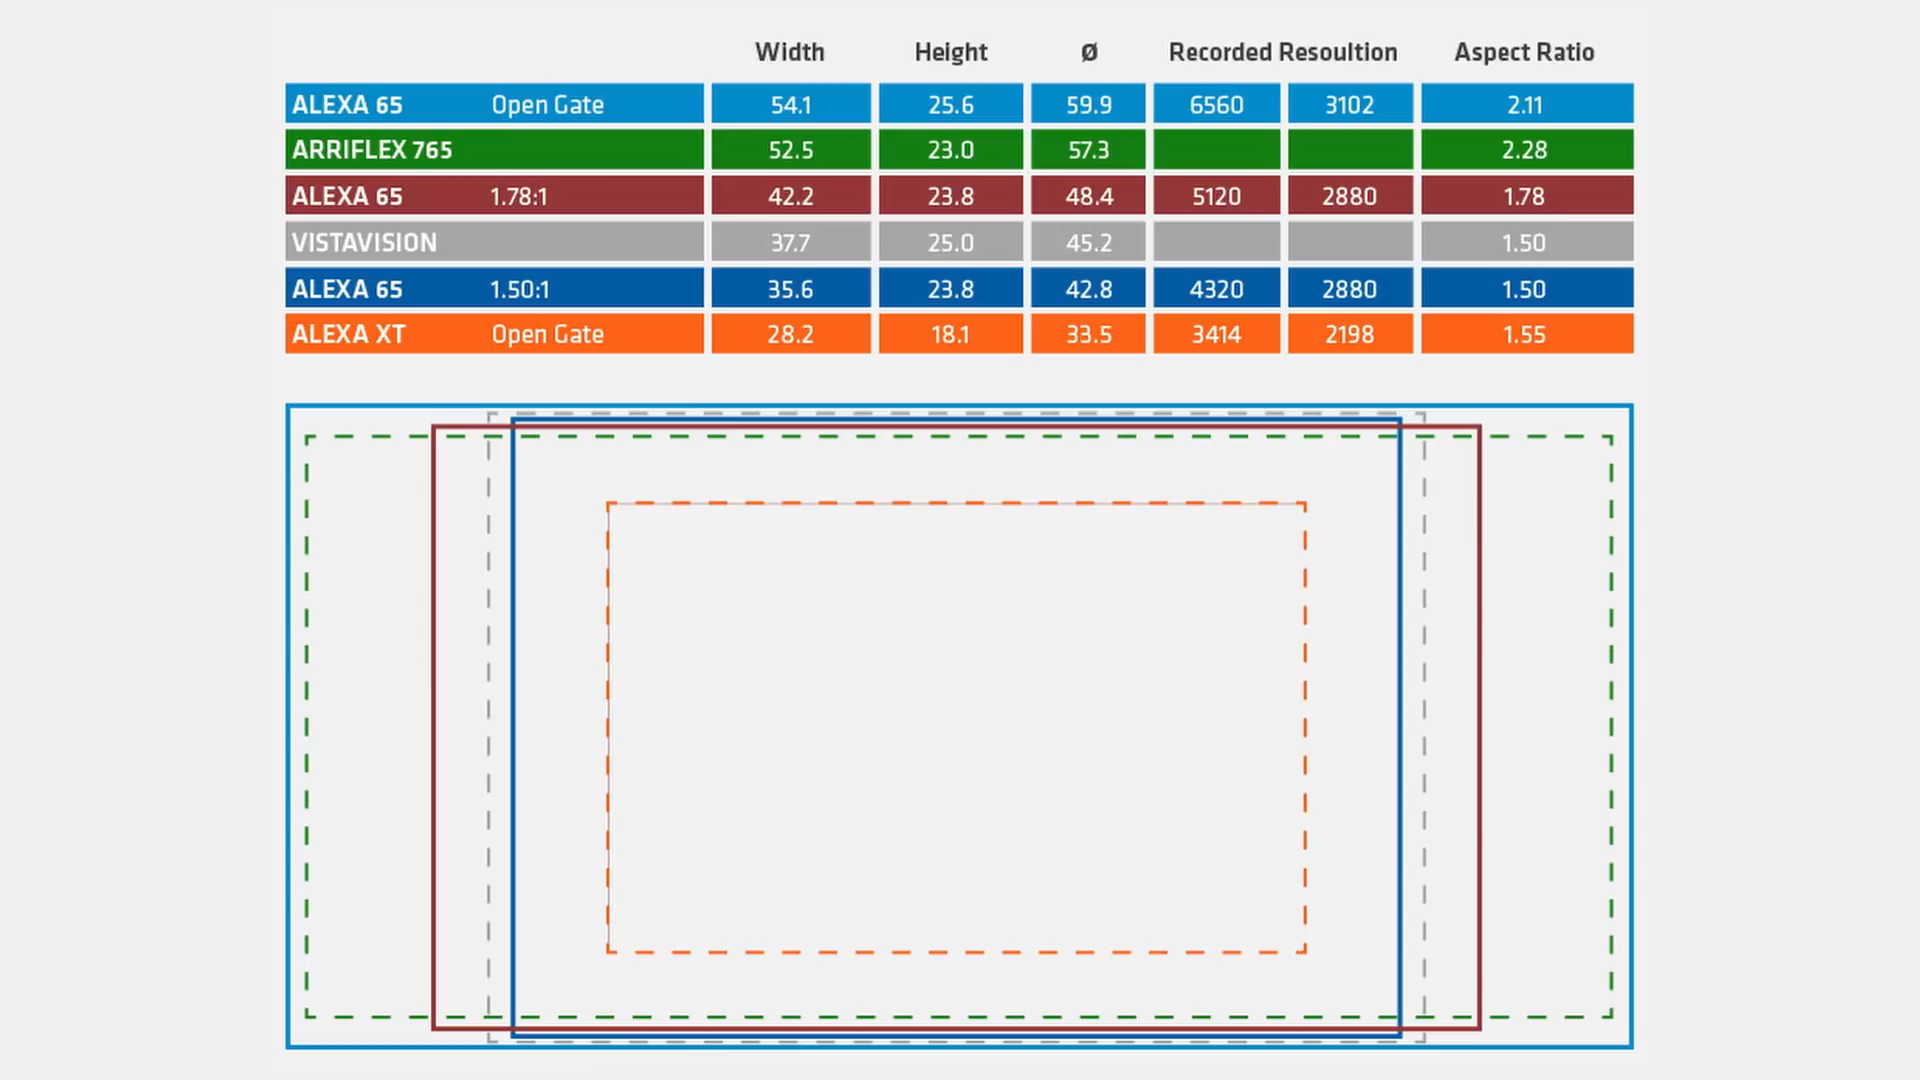 Width Height Ø Recorded Resoultion Aspect Ratio
ALEXA 65 Open Gate 54.1 25.6 59.9 6560 3102 2.11
ARRIFLEX 765 52.5 23.0 57.3 2.28
ALEXA 65 1.78:1 42.2 23.8 48.4 5120 2880 1.78
VISTAVISION 37.7 25.0 45.2 1.50
ALEXA 65 1.50:1 35.6 23.8 42.8 4320 2880 1.50
ALEXA XT Open Gate 28.2 18.1 33.5 3414 2198 1.55